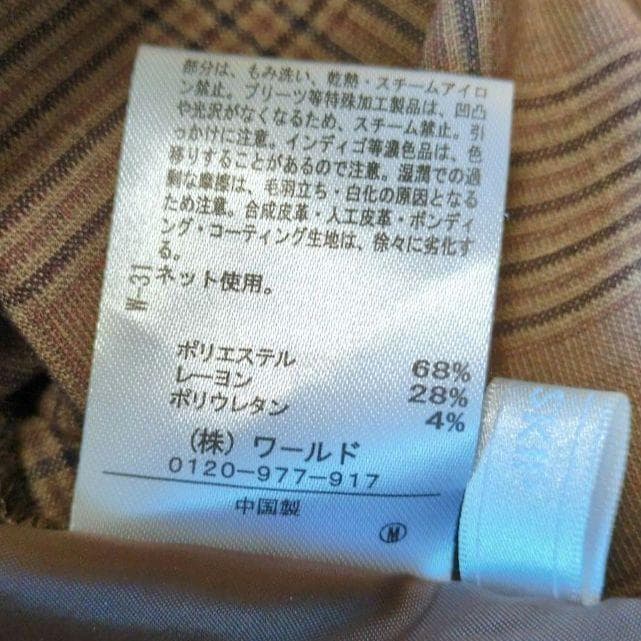 部分は、もみ洗い、乾熱・スチームアイロ
ン禁止。プリーツ等特殊加工製品は、凹凸
や光沢がなくなるため、スチーム禁止。引
っかけに注意。インディゴ等濃色品は、色
移りすることがあるので注意。湿潤での過
剰な摩擦は、毛羽立ち・白化の原因となる
ため注意。合成皮革・人工皮革・ボンディ
ング・コーティング生地は、徐々に劣化す
る。
ネット使用。
W-31
ポリエステル 68%
レーヨン 28%
ポリウレタン 4%
(株) ワールド
0120-977-917
中国製
M